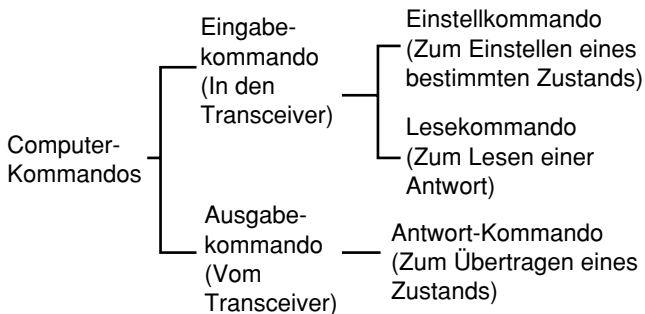 Computer-
Kommandos
Eingabe-
kommando
(In den
Transceiver)
Einstellkommando
(Zum Einstellen eines
bestimmten Zustands)
Lesekommando
(Zum Lesen einer
Antwort)
Ausgabe-
kommando
(Vom
Transceiver)
Antwort-Kommando
(Zum Übertragen eines
Zustands)